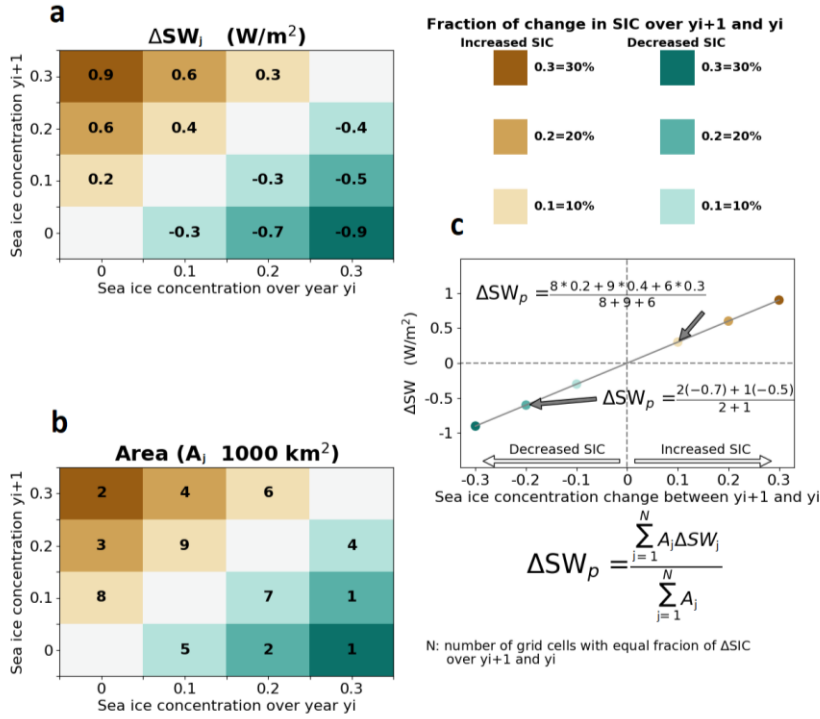 a
ΔSWⱼ (W/m²)
Sea ice concentration yi+1
0.3
0.9 0.6 0.3
0.2
0.6 0.4 -0.4
0.1
0.2 -0.3 -0.5
0
-0.3 -0.7 -0.9
0 0.1 0.2 0.3
Sea ice concentration over year yi
Fraction of change in SIC over yi+1 and yi
Increased SIC Decreased SIC
0.3=30% 0.3=30%
0.2=20% 0.2=20%
0.1=10% 0.1=10%
b
Area (Aⱼ 1000 km²)
Sea ice concentration yi+1
0.3
2 4 6
0.2
3 9 4
0.1
8 7 1
0
5 2 1
0 0.1 0.2 0.3
Sea ice concentration over year yi
c
ΔSW (W/m²)
1
0.5
0
-0.5
-1
ΔSWₚ = (8*0.2+9*0.4+6*0.3)/(8+9+6)
ΔSWₚ = (2(−0.7)+1(−0.5))/(2+1)
Decreased SIC Increased SIC
-0.3 -0.2 -0.1 0 0.1 0.2 0.3
Sea ice concentration change between yi+1 and yi
ΔSWₚ = (∑_{j=1}^{N} AⱼΔSWⱼ)/(∑_{j=1}^{N} Aⱼ)
N: number of grid cells with equal fracion of ΔSIC
over yi+1 and yi